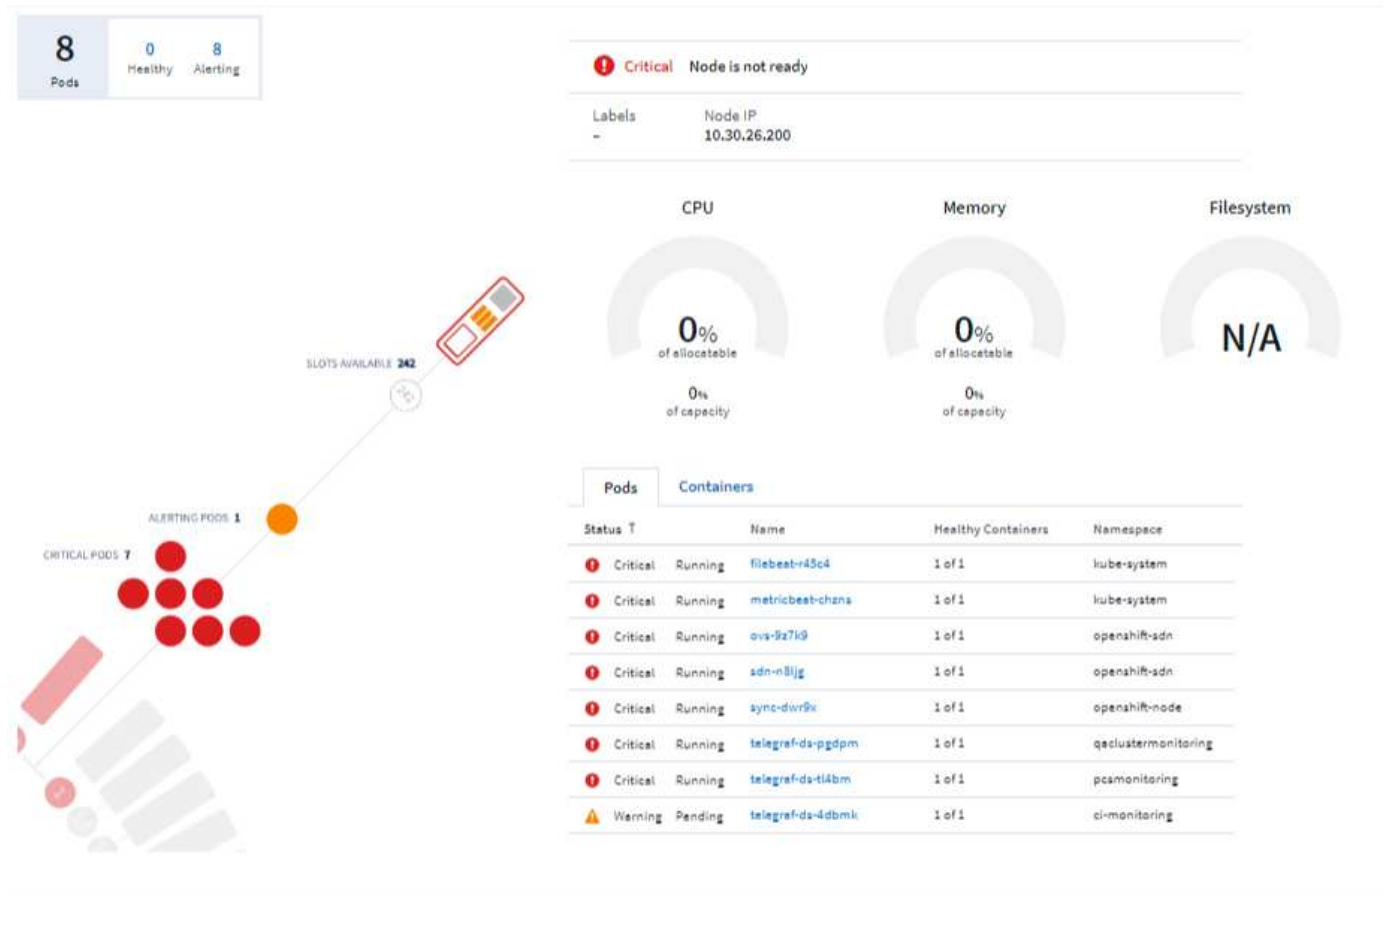 8
Pods
0
Healthy
8
Alerting
Critical Node is not ready
Labels
-
Node IP
10.30.26.200
CPU
0%
of allocatable
0%
of capacity
Memory
0%
of allocatable
0%
of capacity
Filesystem
N/A
SLOTS AVAILABLE 242
242
ALERTING PODS 1
CRITICAL PODS 7
Pods Containers
Status ↑ Name Healthy Containers Namespace
Critical Running filebeat-r45c4 1 of 1 kube-system
Critical Running metricbeat-chzns 1 of 1 kube-system
Critical Running ovs-9z7k9 1 of 1 openshift-sdn
Critical Running sdn-n8ljg 1 of 1 openshift-sdn
Critical Running sync-dwr9x 1 of 1 openshift-node
Critical Running telegraf-ds-pgdpm 1 of 1 qaclustermonitoring
Critical Running telegraf-ds-tl4bm 1 of 1 pcsmonitoring
Warning Pending telegraf-ds-4dbmk 1 of 1 ci-monitoring